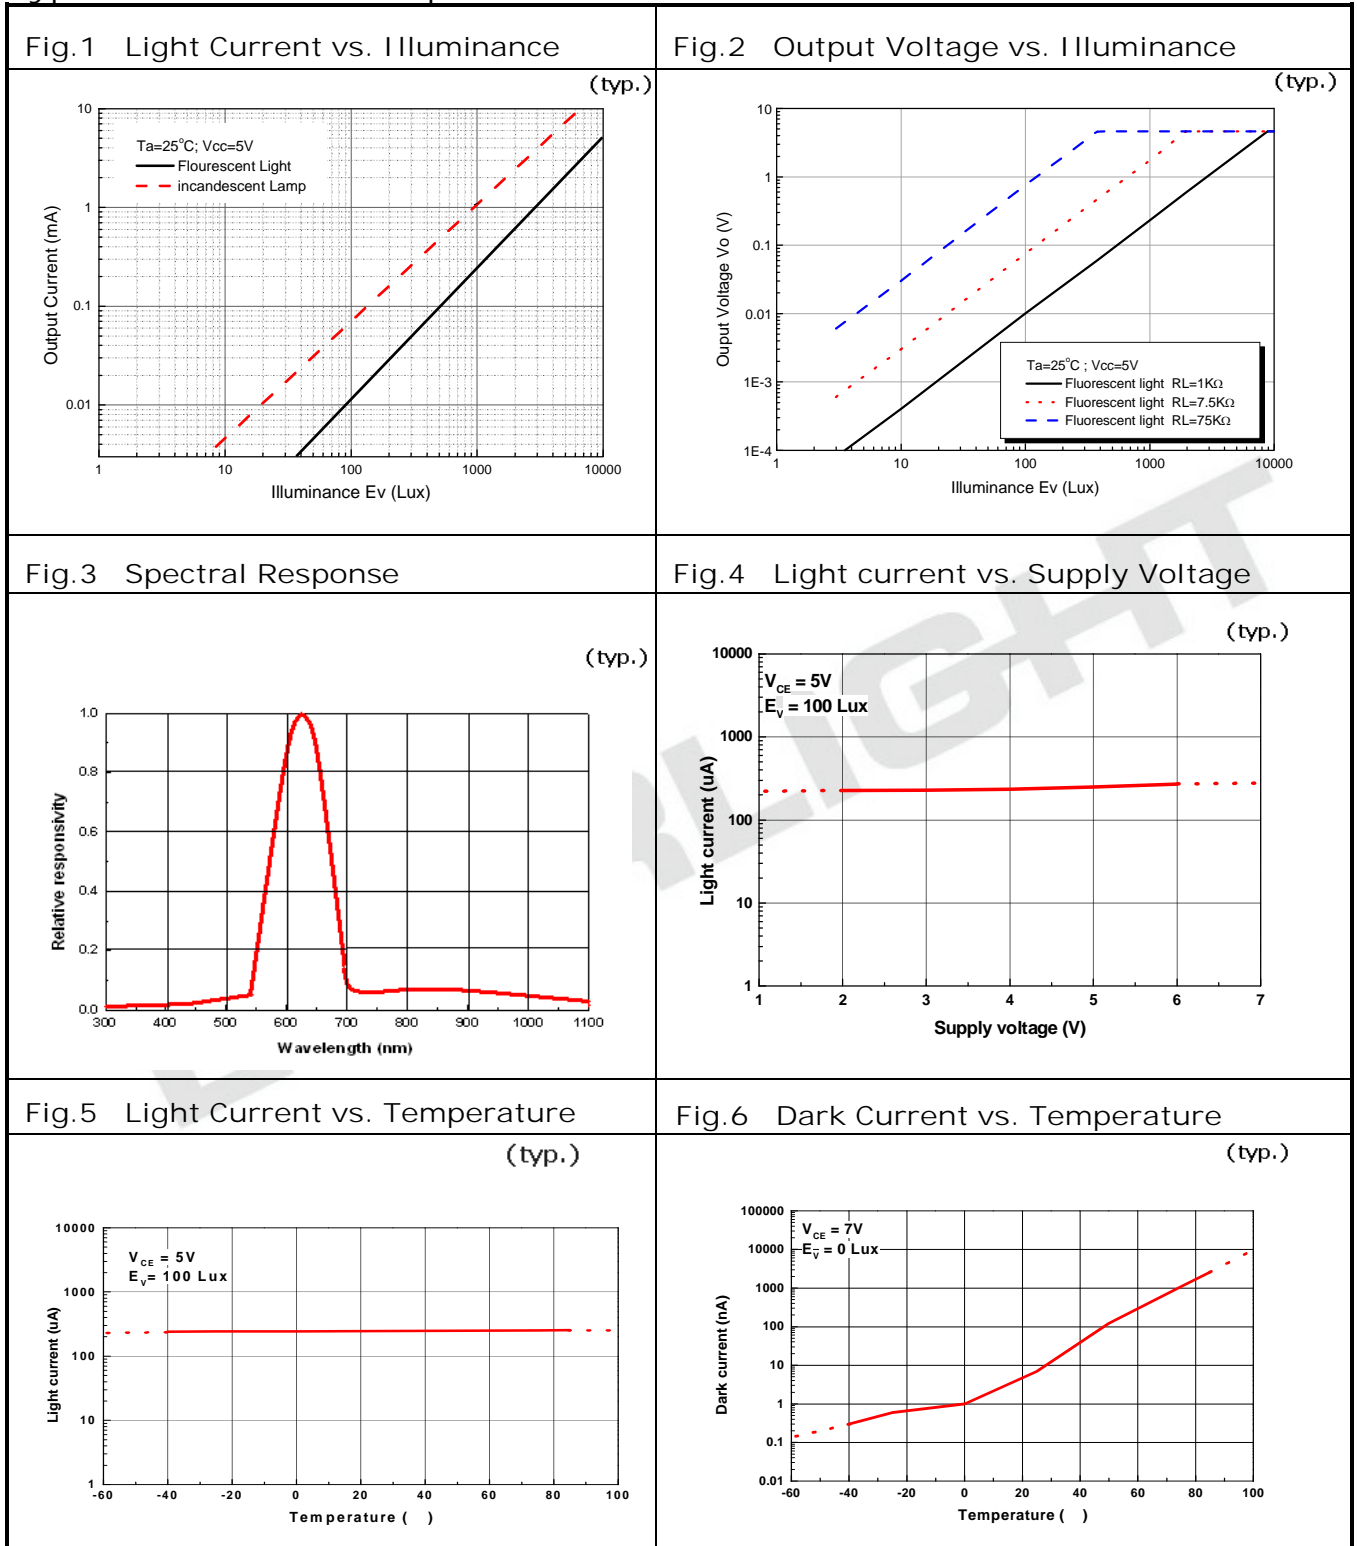 Fig.1 Light Current vs. Illuminance
(typ.)
10
1
0.1
0.01
Ta=25°C; Vcc=5V
Flourescent Light
incandescent Lamp
Output Current (mA)
1 10 100 1000 10000
Illuminance Ev (Lux)
Fig.2 Output Voltage vs. Illuminance
(typ.)
10
1
0.1
0.01
1E-3
1E-4
Ouput Voltage Vo (V)
Ta=25°C ; Vcc=5V
Fluorescent light RL=1KΩ
Fluorescent light RL=7.5KΩ
Fluorescent light RL=75KΩ
1 10 100 1000 10000
Illuminance Ev (Lux)
Fig.3 Spectral Response
(typ.)
1.0
0.8
0.6
0.4
0.2
0.0
Relative responsivity
300 400 500 600 700 800 900 1000 1100
Wavelength (nm)
Fig.4 Light current vs. Supply Voltage
(typ.)
10000
1000
100
10
1
VCE = 5V
EV = 100 Lux
Light current (uA)
1 2 3 4 5 6 7
Supply voltage (V)
Fig.5 Light Current vs. Temperature
(typ.)
10000
1000
100
10
1
VCE = 5V
EV= 100 Lux
Light current (uA)
-60 -40 -20 0 20 40 60 80 100
Temperature ( )
Fig.6 Dark Current vs. Temperature
(typ.)
100000
10000
1000
100
10
1
0.1
0.01
VCE = 7V
EV = 0 Lux
Dark current (nA)
-60 -40 -20 0 20 40 60 80 100
Temperature ( )